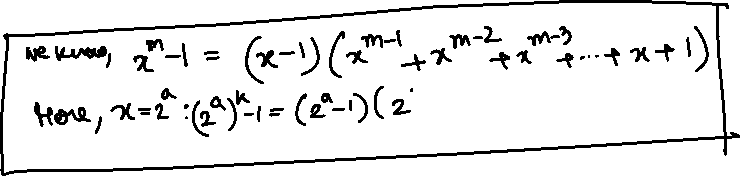 We know, x^m-1 = (x-1)(x^{m-1}+x^{m-2}+x^{m-3}+...+x+1)
Here, x=2^a:(2^a)^k-1=(2^a-1)(2